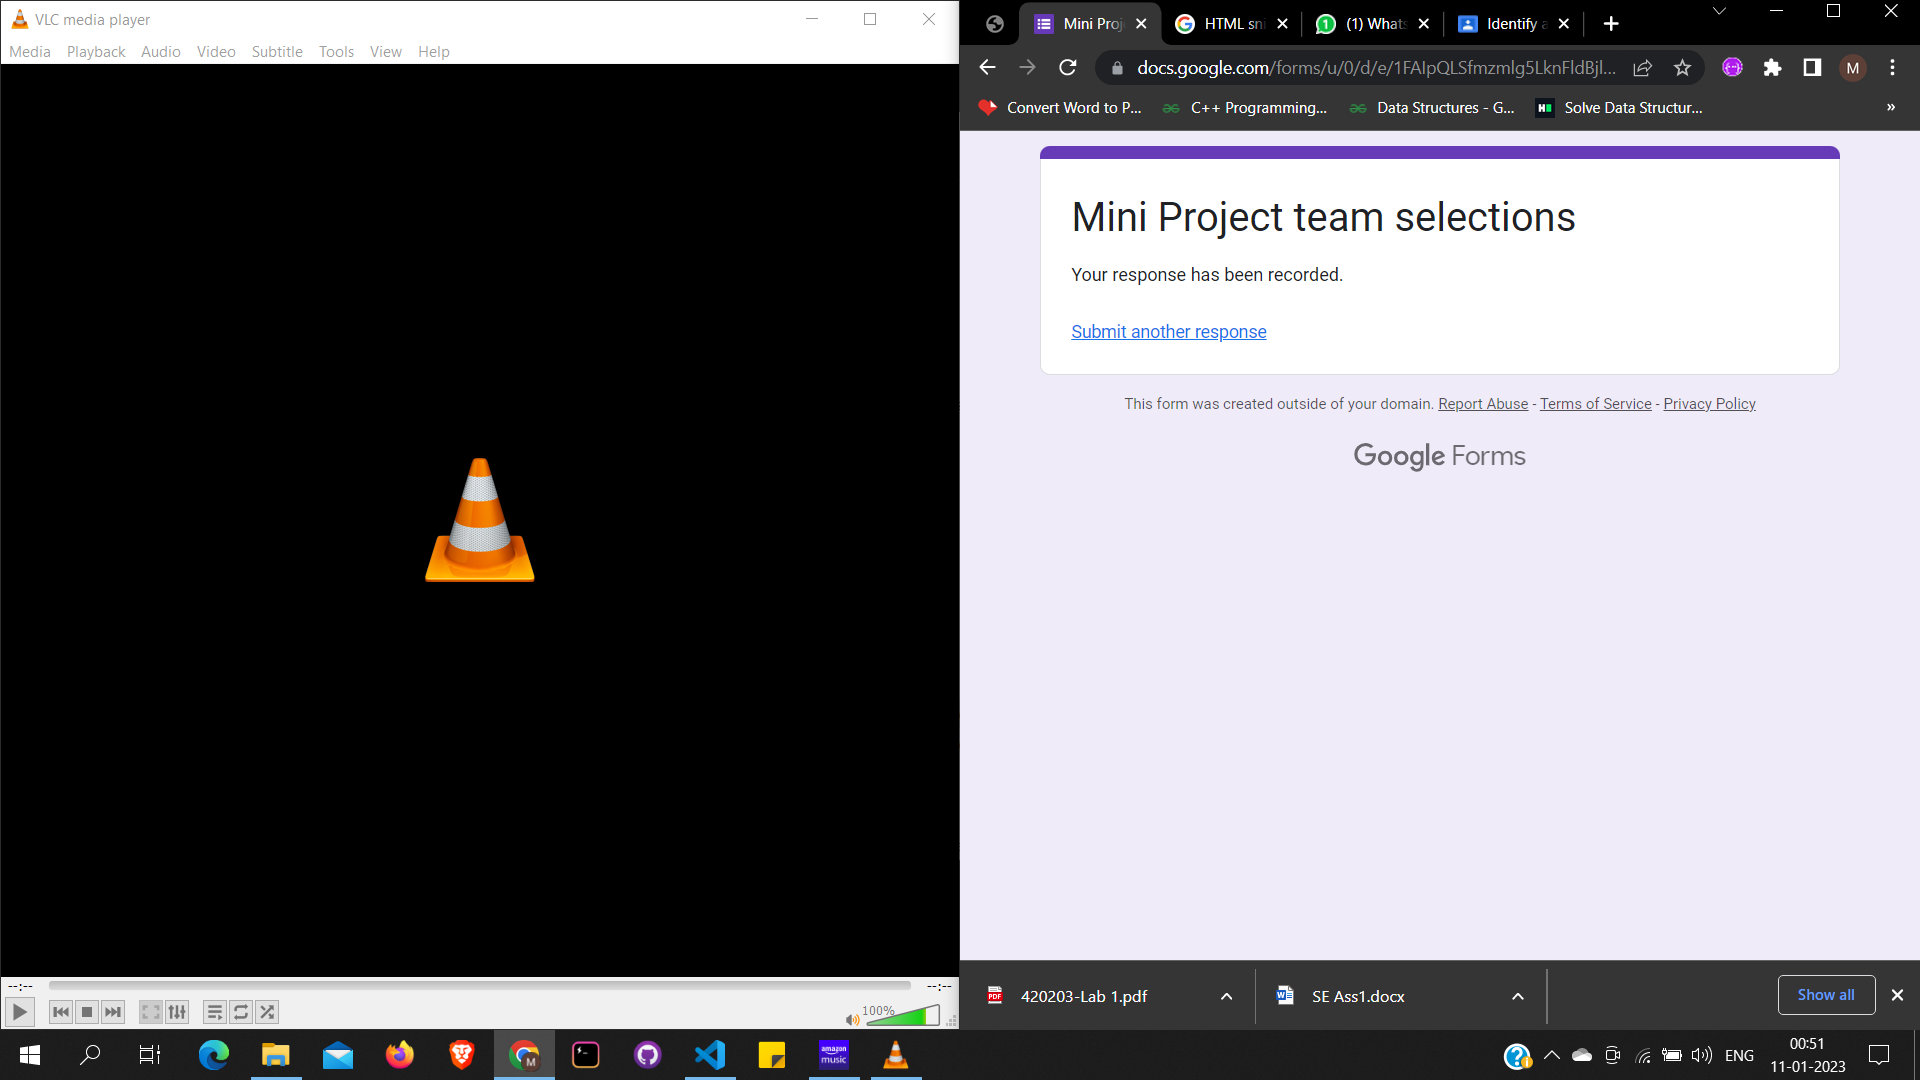 VLC media player
Media Playback Audio Video Subtitle Tools View Help
--:-- --:--
100%
Mini Proj HTML sni (1) Whats Identify a
docs.google.com/forms/u/0/d/e/1FAIpQLSfmzmlg5LknFldBjl...
M
Convert Word to P... C++ Programming,... Data Structures - G... Solve Data Structur... »
Mini Project team selections
Your response has been recorded.
Submit another response
This form was created outside of your domain. Report Abuse - Terms of Service - Privacy Policy
Google Forms
PDF 420203-Lab 1.pdf SE Ass1.docx Show all
M amazon music ENG 00:51
11-01-2023